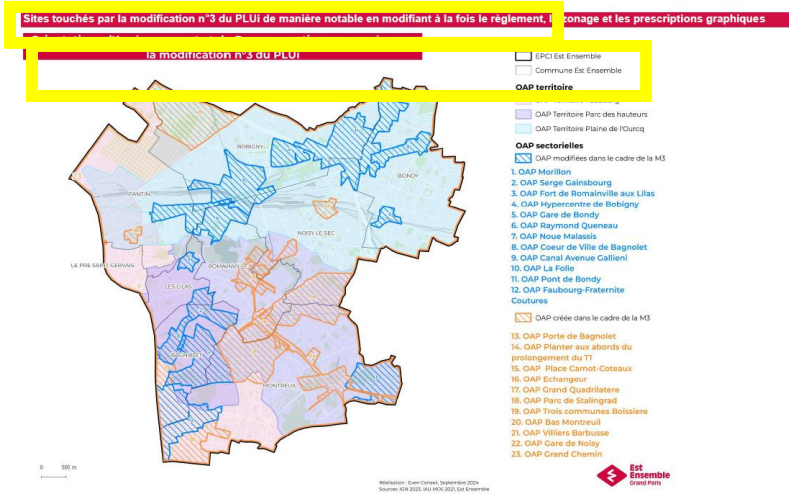 Sites touchés par la modification n°3 du PLUi de manière notable en modifiant à la fois le règlement, l zonage et les prescriptions graphiques
la modification n°3 du PLUi
EPCI Est Ensemble
Commune Est Ensemble
OAP territoire
OAP Territoire Parc des hauteurs
OAP Territoire Plaine de l'Ourcq
OAP sectorielles
OAP modifiées dans le cadre de la M3
1. OAP Morillon
2. OAP Serge Gainsbourg
3. OAP Fort de Romainville aux Lilas
4. OAP Hypercentre de Bobigny
5. OAP Gare de Bondy
6. OAP Raymond Queneau
7. OAP Noue Malassis
8. OAP Coeur de Ville de Bagnolet
9. OAP Canal Avenue Gallieni
10. OAP La Folie
11. OAP Pont de Bondy
12. OAP Faubourg-Fraternite
Coutures
OAP créée dans le cadre de la M3
13. OAP Porte de Bagnolet
14. OAP Planter aux abords du
prolongement du T1
15. OAP Place Carnot-Coteaux
16. OAP Echangeur
17. OAP Grand Quadrilatere
18. OAP Parc de Stalingrad
19. OAP Trois communes Boissiere
20. OAP Bas Montreuil
21. OAP Villiers Barbusse
22. OAP Gare de Noisy
23. OAP Grand Chemin
BOBIGNY
BONDY
23
PANTIN
NOISY LE SEC
LE PRE SAINT GERVAIS
ROMAINVILLE
LES LILAS
BAGNOLET
MONTREUIL
0 500 m
Réalisation : Even Conseil, Septembre 2024
Sources: IGN 2023, IAU MOS 2021, Est Ensemble
Est
Ensemble
Grand Paris